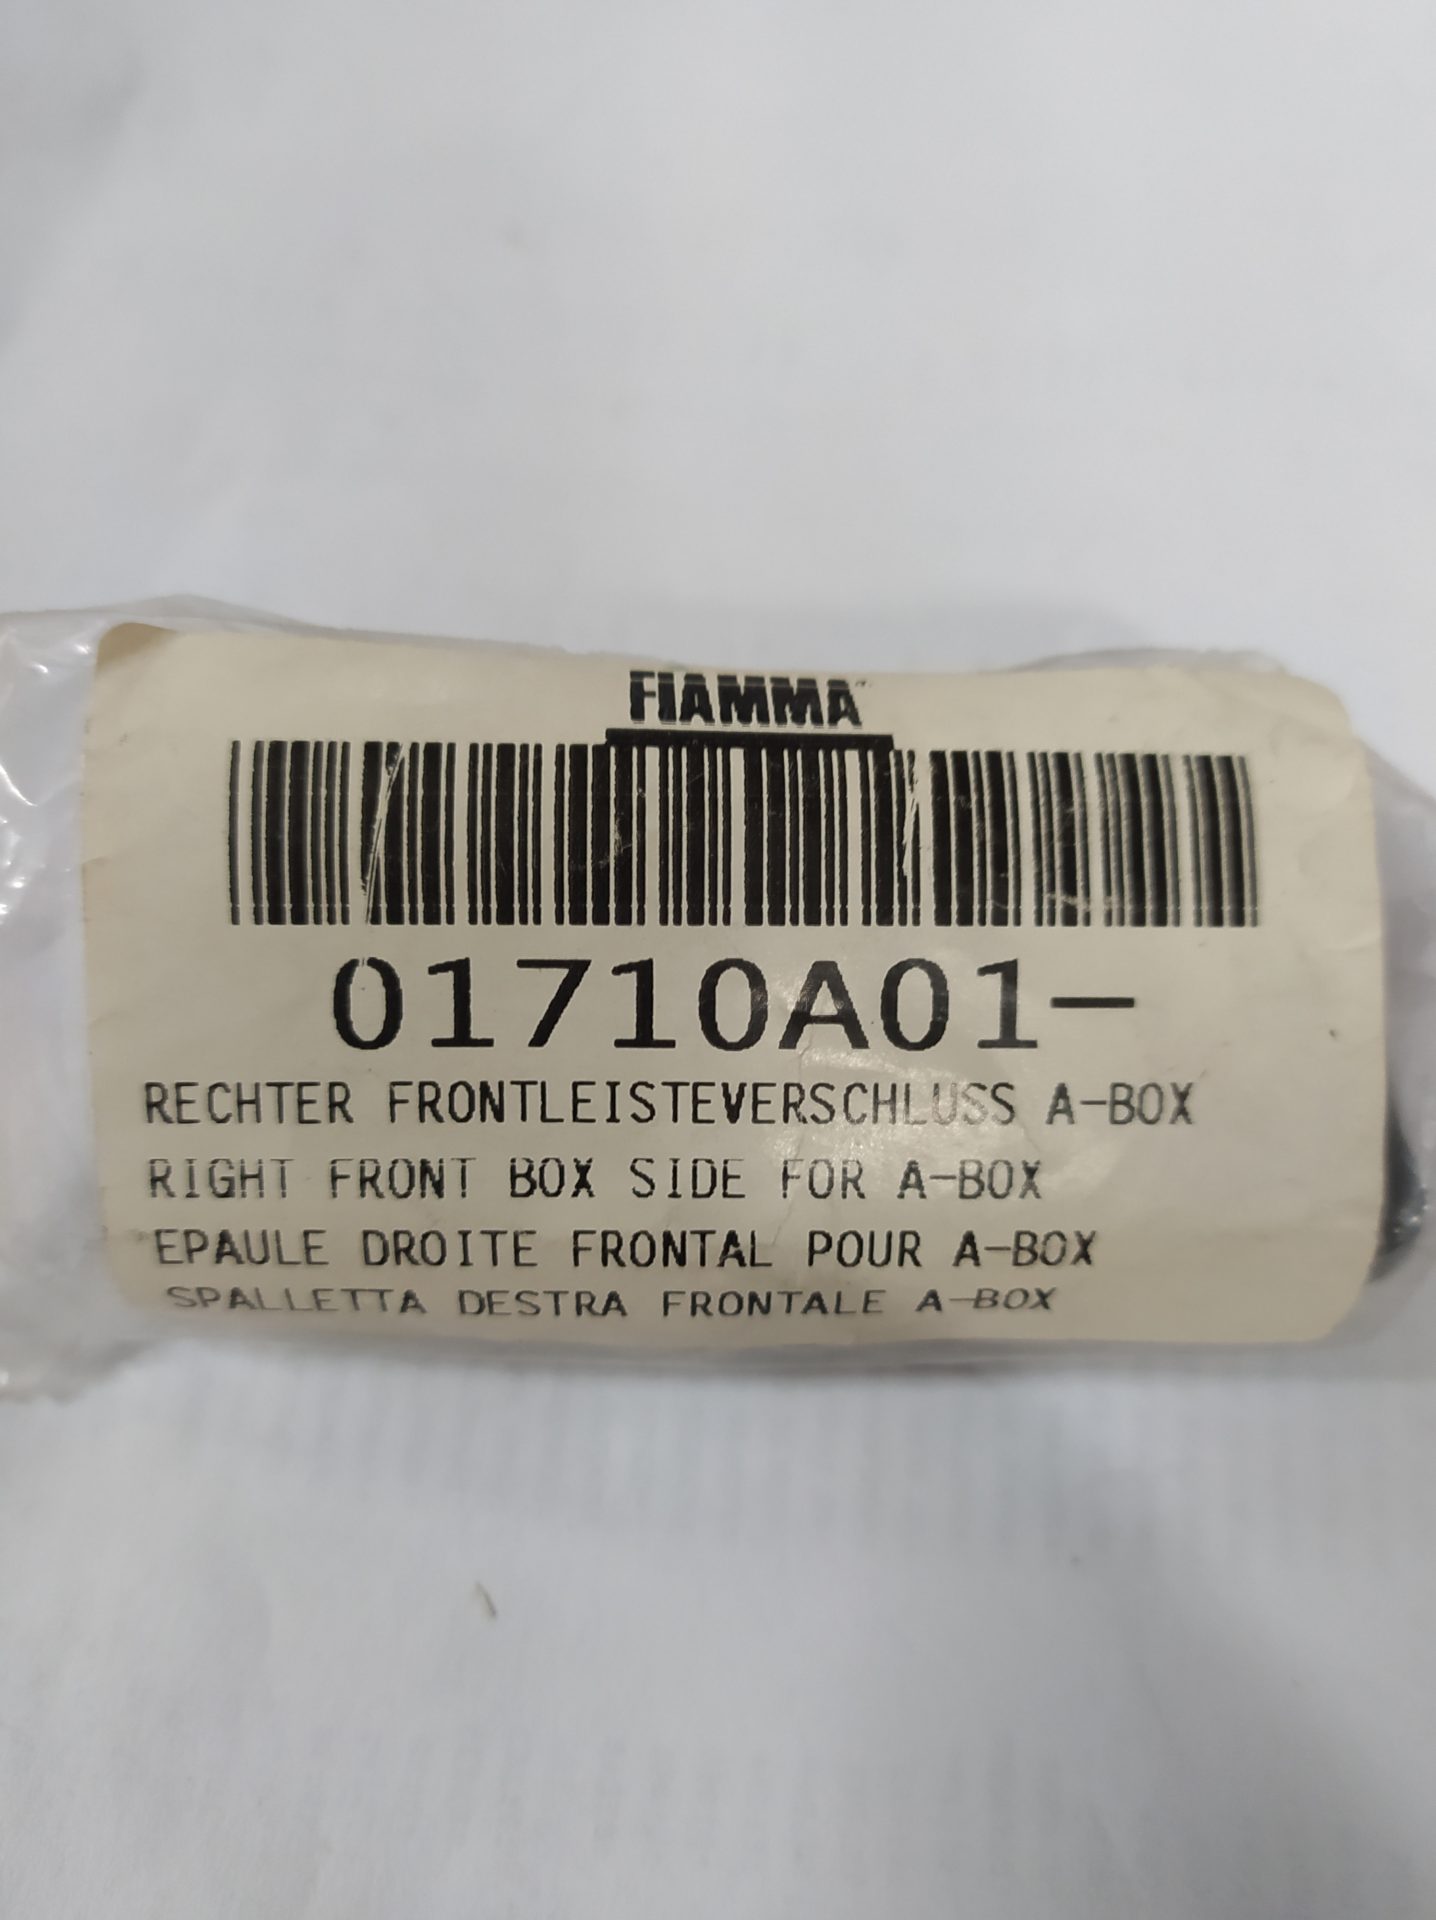 FIAMMA
01710A01-
RECHTER FRONTLEISTEVERSCHLUSS A-BOX
RIGHT FRONT BOX SIDE FOR A-BOX
EPAULE DROITE FRONTAL POUR A-BOX
SPALLETTA DESTRA FRONTALE A-BOX